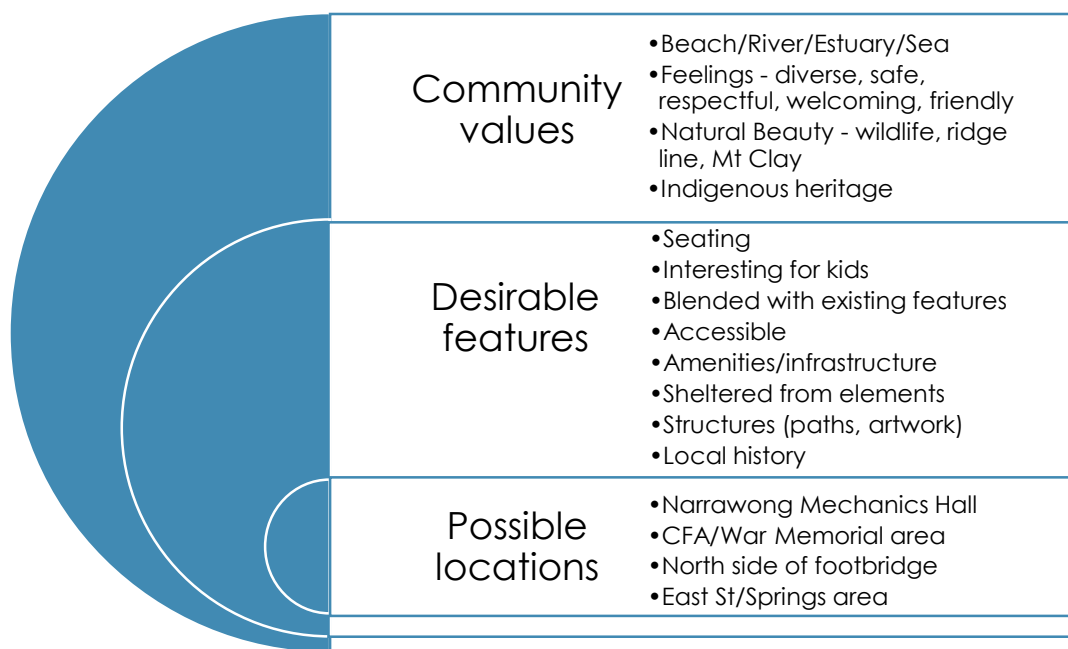 Community
values
•Beach/River/Estuary/Sea
•Feelings - diverse, safe,
respectful, welcoming, friendly
•Natural Beauty - wildlife, ridge
line, Mt Clay
•Indigenous heritage
Desirable
features
•Seating
•Interesting for kids
•Blended with existing features
•Accessible
•Amenities/infrastructure
•Sheltered from elements
•Structures (paths, artwork)
•Local history
Possible
locations
•Narrawong Mechanics Hall
•CFA/War Memorial area
•North side of footbridge
•East St/Springs area